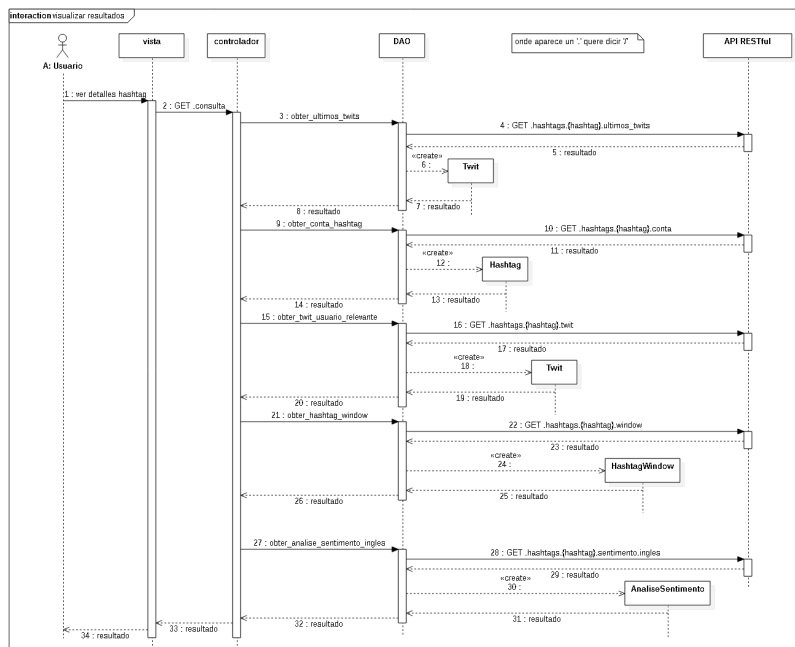 interaction visualizar resultados
vista
controlador
DAO
onde aparece un '.' quere dicir '/'
API RESTful
A: Usuario
1 : ver detalles hashtag
2 : GET .consulta
3 : obter_ultimos_twits
4 : GET .hashtags.{hashtag}.ultimos_twits
5 : resultado
«create»
6 :
Twit
7 : resultado
8 : resultado
9 : obter_conta_hashtag
10 : GET .hashtags.{hashtag}.conta
11 : resultado
«create»
12 :
Hashtag
13 : resultado
14 : resultado
15 : obter_twit_usuario_relevante
16 : GET .hashtags.{hashtag}.twit
17 : resultado
«create»
18 :
Twit
19 : resultado
20 : resultado
21 : obter_hashtag_window
22 : GET .hashtags.{hashtag}.window
23 : resultado
«create»
24 :
HashtagWindow
25 : resultado
26 : resultado
27 : obter_analise_sentimento_ingles
28 : GET .hashtags.{hashtag}.sentimento.ingles
29 : resultado
«create»
30 :
AnaliseSentimento
31 : resultado
32 : resultado
33 : resultado
34 : resultado